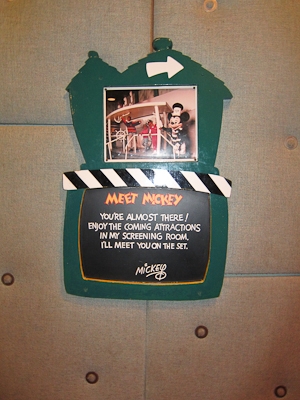 MEET MICKEY
YOU'RE ALMOST THERE!
ENJOY THE COMING ATTRACTIONS
IN MY SCREENING ROOM.
I'LL MEET YOU ON THE SET.
MICKEY